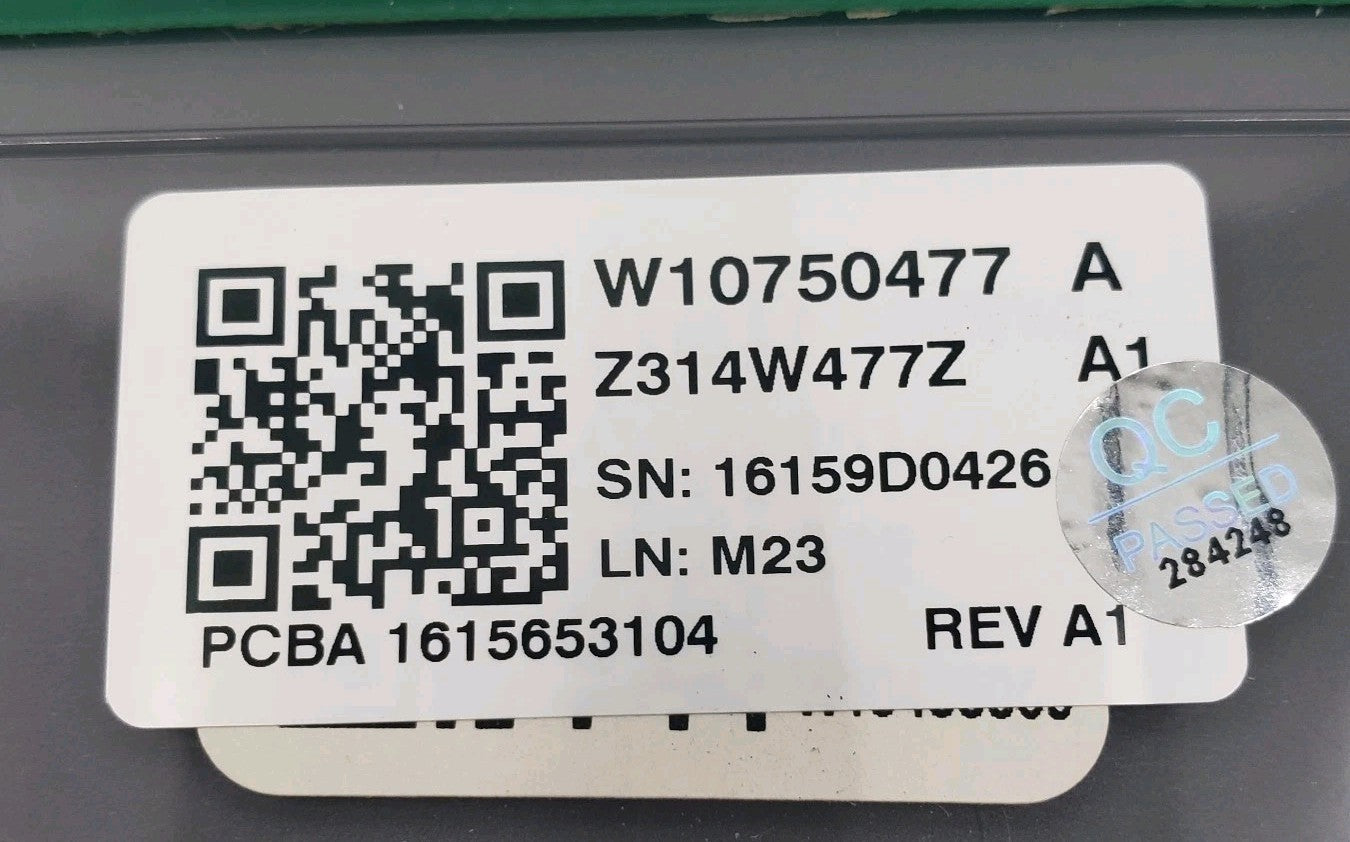 W10750477 A
Z314W477Z A1
SN: 16159D0426
LN: M23
PCBA 1615653104 REV A1
QC
PASSED
284248